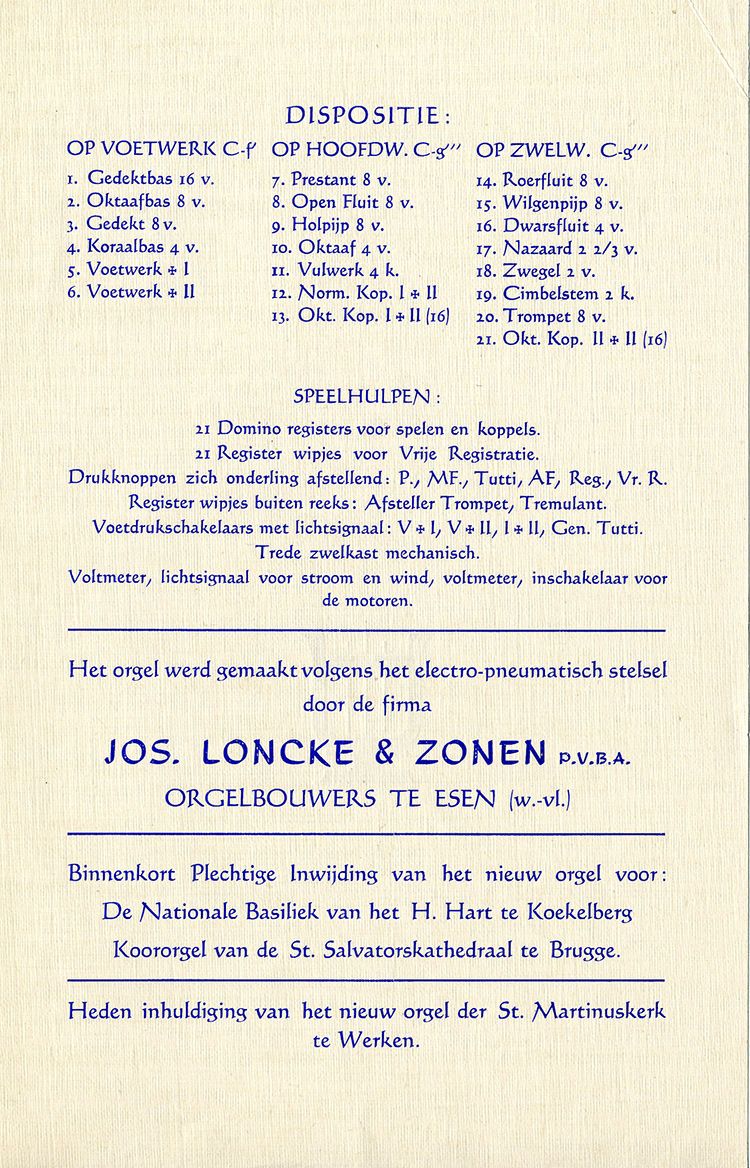 DISPOSITIE:
OP VOETWERK C-f'
1. Gedektbas 16 v.
2. Oktaafbas 8 v.
3. Gedekt 8 v.
4. Koraalbas 4 v.
5. Voetwerk + I
6. Voetwerk + II
OP HOOFDW. C-g'''
7. Prestant 8 v.
8. Open Fluit 8 v.
9. Holpijp 8 v.
10. Oktaaf 4 v.
11. Vulwerk 4 k.
12. Norm. Kop. I + II
13. Okt. Kop. I + II (16)
OP ZWELW. C-g'''
14. Roerfluit 8 v.
15. Wilgenpijp 8 v.
16. Dwarsfluit 4 v.
17. Nazaard 2 2/3 v.
18. Zwegel 2 v.
19. Cimbelstem 2 k.
20. Trompet 8 v.
21. Okt. Kop. II + II (16)
SPEELHULPEN:
21 Domino registers voor spelen en koppels.
21 Register wipjes voor Vrije Registratie.
Drukknoppen zich onderling afstellend: P., MF., Tutti, AF, Reg., Vr. R.
Register wipjes buiten reeks: Afsteller Trompet, Tremulant.
Voetdrukschakelaars met lichtsignaal: V + I, V + II, I + II, Gen. Tutti.
Trede zwelkast mechanisch.
Voltmeter, lichtsignaal voor stroom en wind, voltmeter, inschakelaar voor
de motoren.
Het orgel werd gemaakt volgens het electro-pneumatisch stelsel
door de firma
JOS. LONCKE & ZONEN P.V.B.A.
ORGELBOUWERS TE ESEN (w.-vl.)
Binnenkort Plechtige Inwijding van het nieuw orgel voor:
De Nationale Basiliek van het H. Hart te Koekelberg
Koororgel van de St. Salvatorskathedraal te Brugge.
Heden inhuldiging van het nieuw orgel der St. Martinuskerk
te Werken.